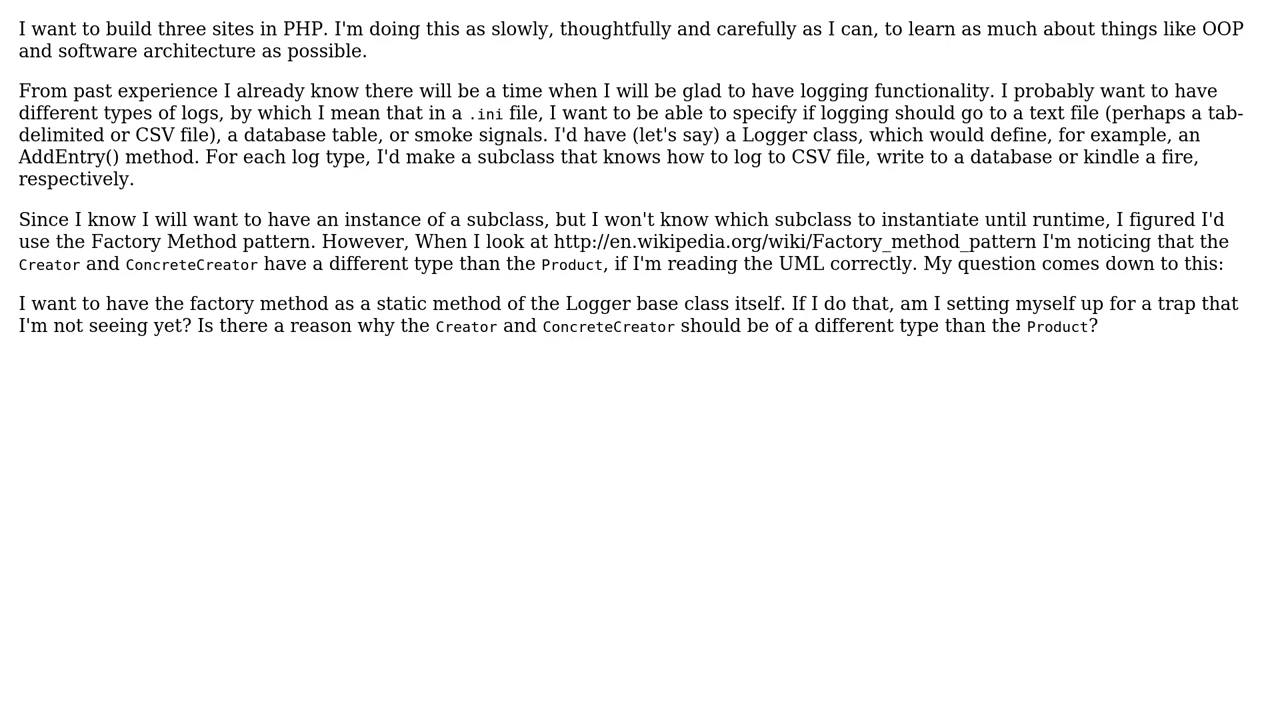 I want to build three sites in PHP. I'm doing this as slowly, thoughtfully and carefully as I can, to learn as much about things like OOP
and software architecture as possible.
From past experience I already know there will be a time when I will be glad to have logging functionality. I probably want to have
different types of logs, by which I mean that in a .ini file, I want to be able to specify if logging should go to a text file (perhaps a tab-
delimited or CSV file), a database table, or smoke signals. I'd have (let's say) a Logger class, which would define, for example, an
AddEntry() method. For each log type, I'd make a subclass that knows how to log to CSV file, write to a database or kindle a fire,
respectively.
Since I know I will want to have an instance of a subclass, but I won't know which subclass to instantiate until runtime, I figured I'd
use the Factory Method pattern. However, When I look at http://en.wikipedia.org/wiki/Factory_method_pattern I'm noticing that the
Creator and ConcreteCreator have a different type than the Product, if I'm reading the UML correctly. My question comes down to this:
I want to have the factory method as a static method of the Logger base class itself. If I do that, am I setting myself up for a trap that
I'm not seeing yet? Is there a reason why the Creator and ConcreteCreator should be of a different type than the Product?